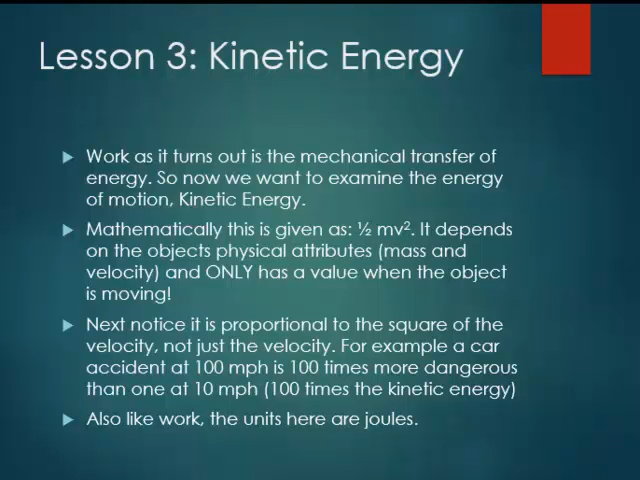 Lesson 3: Kinetic Energy
Work as it turns out is the mechanical transfer of
energy. So now we want to examine the energy
of motion, Kinetic Energy.
Mathematically this is given as: ½ mv². It depends
on the objects physical attributes (mass and
velocity) and ONLY has a value when the object
is moving!
Next notice it is proportional to the square of the
velocity, not just the velocity. For example a car
accident at 100 mph is 100 times more dangerous
than one at 10 mph (100 times the kinetic energy)
Also like work, the units here are joules.